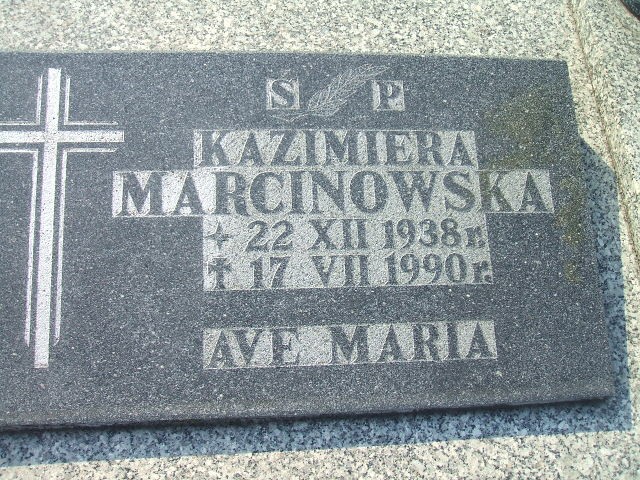 S P
KAZIMIERA
MARCINOWSKA
22 XII 1938 r.
17 VII 1990 r.
AVE MARIA